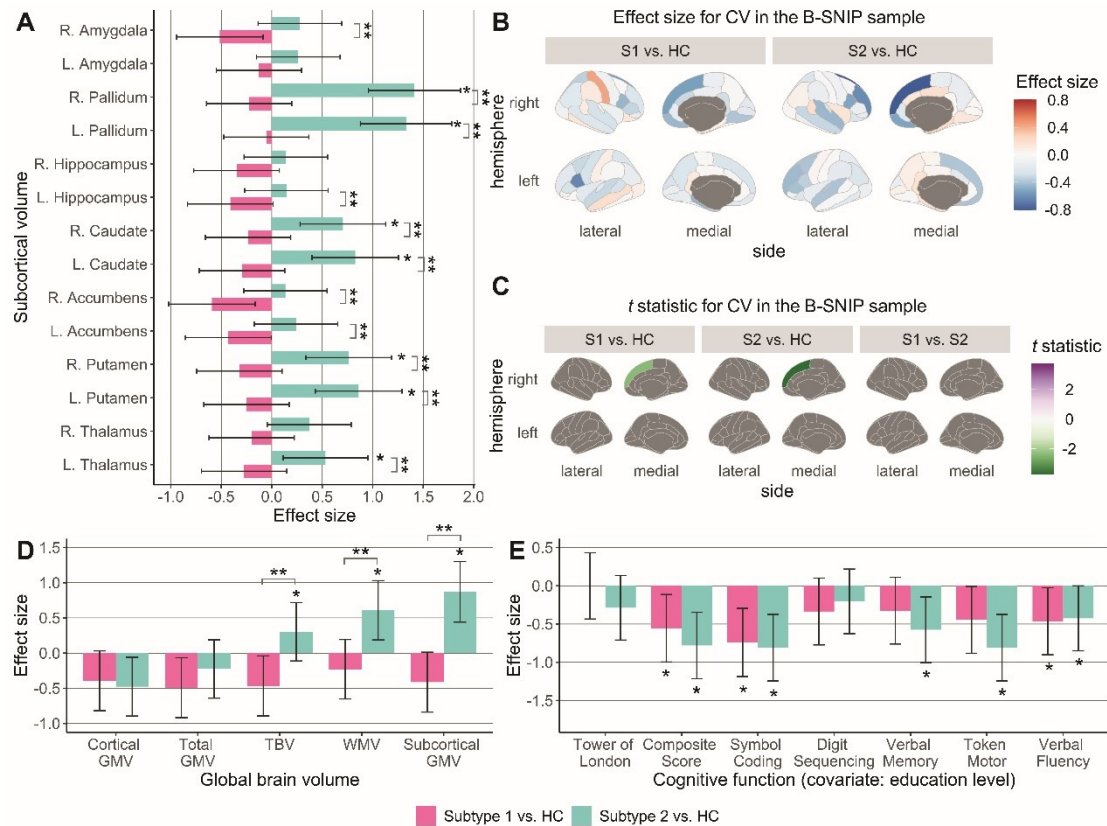 A
R. Amygdala
L. Amygdala
R. Pallidum
L. Pallidum
R. Hippocampus
L. Hippocampus
R. Caudate
L. Caudate
R. Accumbens
L. Accumbens
R. Putamen
L. Putamen
R. Thalamus
L. Thalamus
Subcortical volume
**
**
*
**
*
**
*
**
*
**
**
**
*
**
*
**
*
**
-1.0 0.0 1.0 2.0
Effect size
B
Effect size for CV in the B-SNIP sample
S1 vs. HC S2 vs. HC
right
left
hemisphere
lateral medial lateral medial
side
Effect size
0.8
0.4
0.0
-0.4
-0.8
C
t statistic for CV in the B-SNIP sample
S1 vs. HC S2 vs. HC S1 vs. S2
right
left
hemisphere
lateral medial lateral medial lateral medial
side
t statistic
2
0
-2
D
Effect size
1.5
1.0
0.5
0.0
-0.5
-1.0
** ** **
* * *
Cortical GMV
Total GMV
TBV
WMV
Subcortical GMV
Global brain volume
E
Effect size
0.5
0.0
-0.5
-1.0
-1.5
* * * * * * * *
Tower of London
Composite Score
Symbol Coding
Digit Sequencing
Verbal Memory
Token Motor
Verbal Fluency
Cognitive function (covariate: education level)
Subtype 1 vs. HC Subtype 2 vs. HC